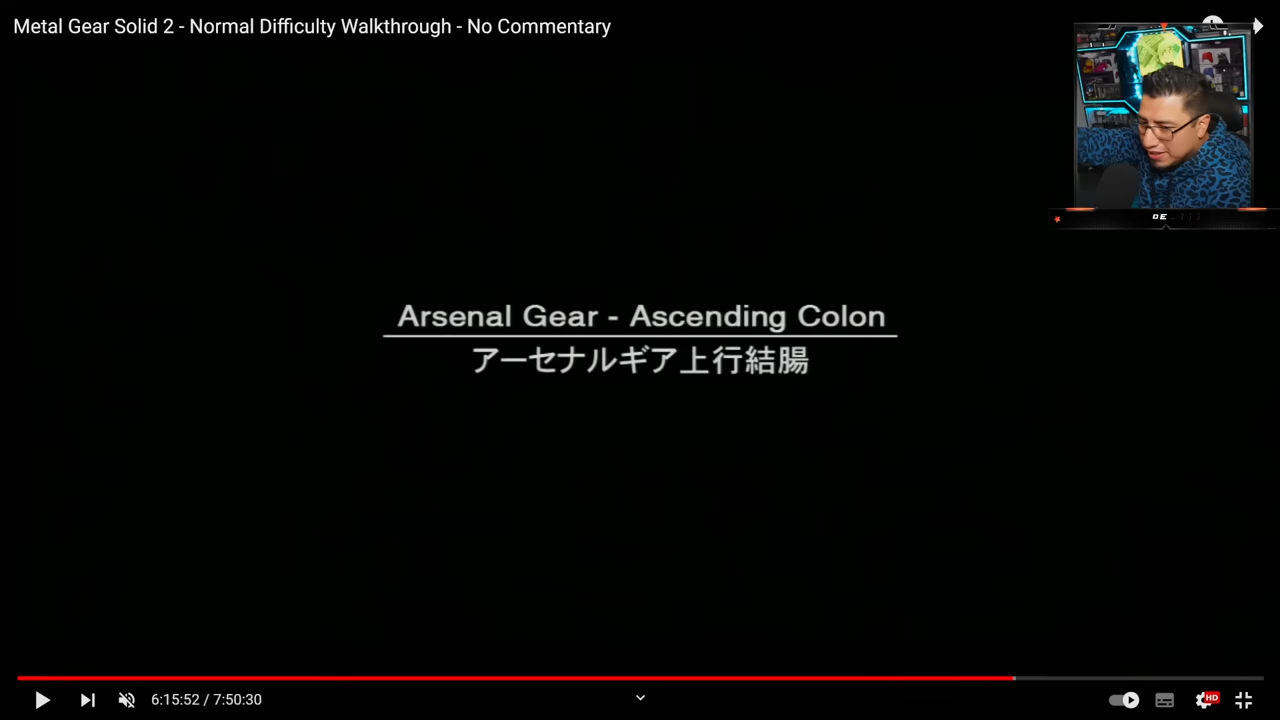 Metal Gear Solid 2 - Normal Difficulty Walkthrough - No Commentary
Arsenal Gear - Ascending Colon
アーセナルギア上行結腸
6:15:52 / 7:50:30
HD